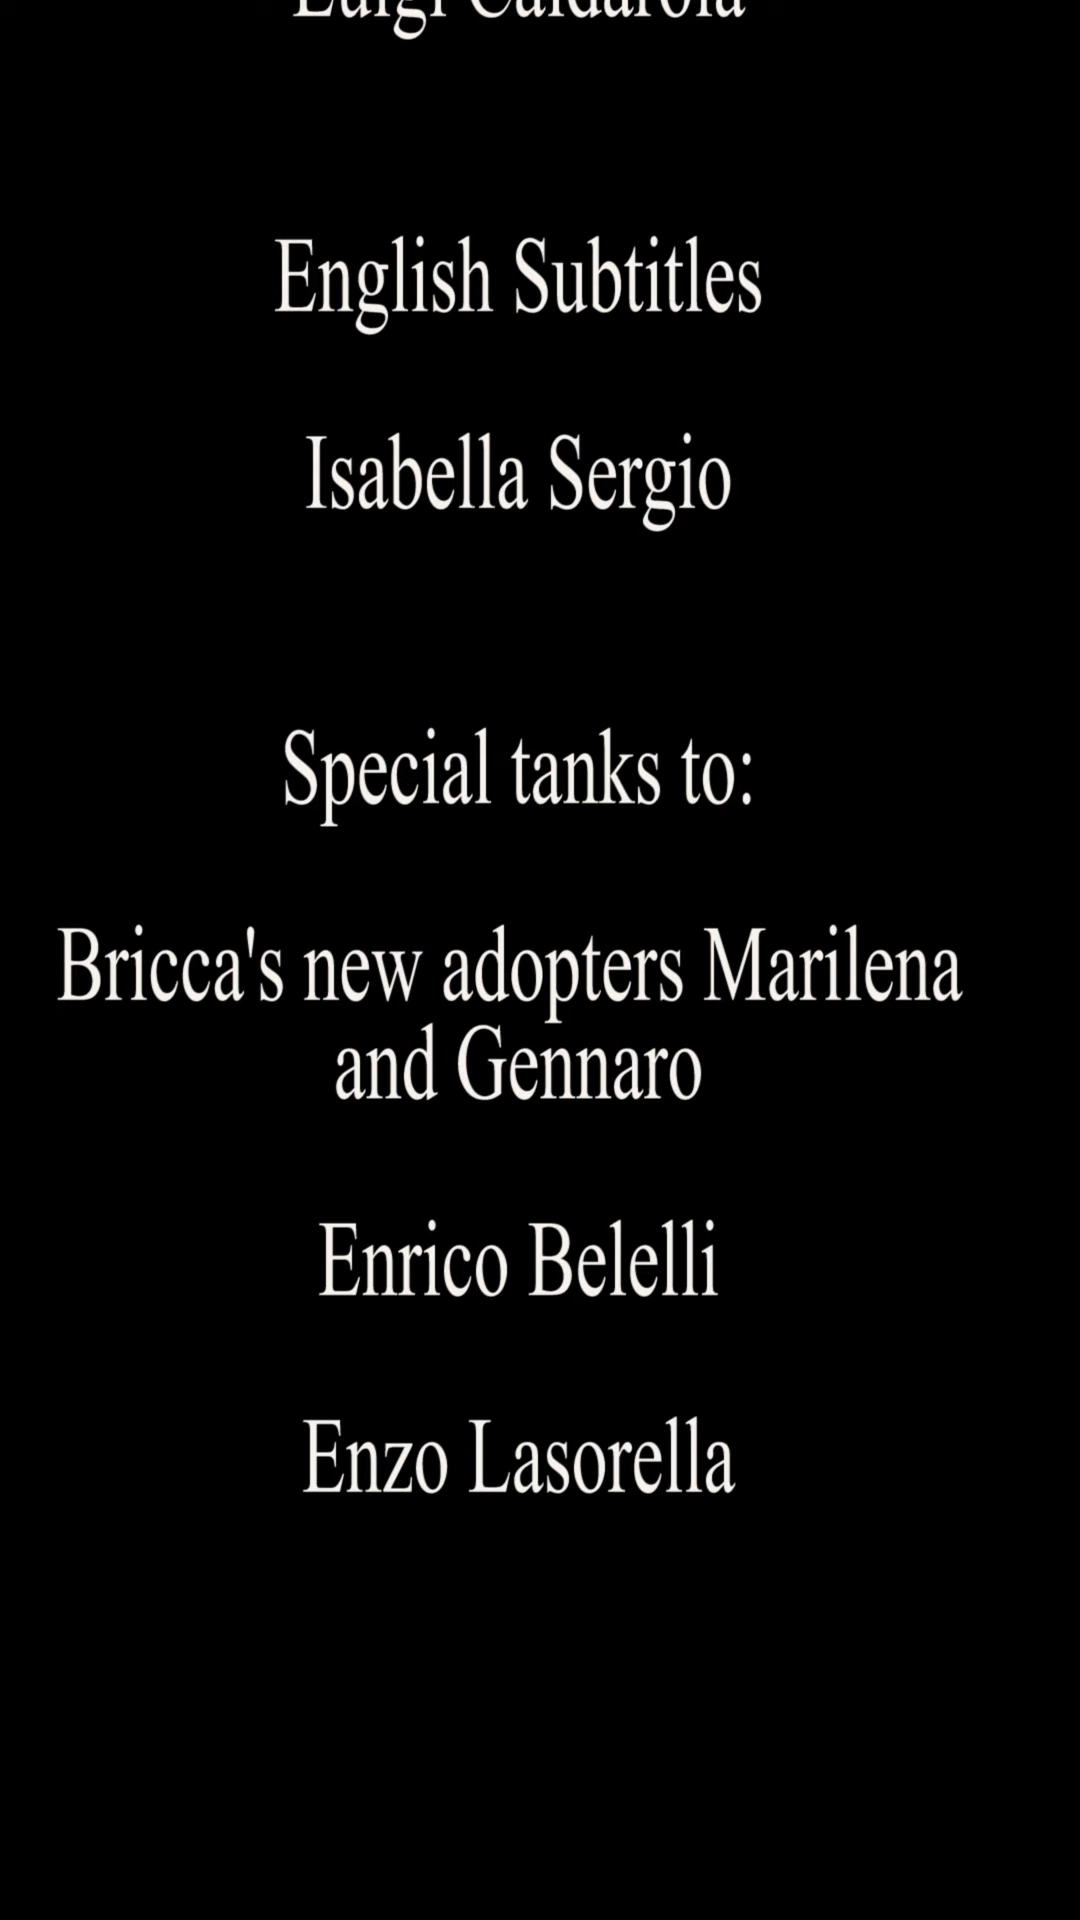 Luigi Caldarola
English Subtitles
Isabella Sergio
Special tanks to:
Bricca's new adopters Marilena
and Gennaro
Enrico Belelli
Enzo Lasorella